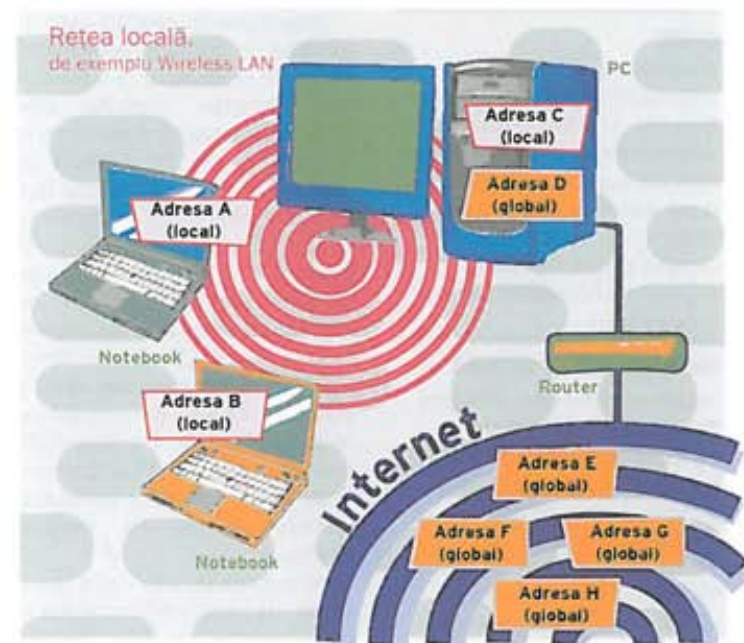 Rețea locală,
de exemplu Wireless LAN
PC
Adresa C
(local)
Adresa D
(global)
Adresa A
(local)
Notebook
Router
Adresa B
(local)
Notebook
Internet
Adresa E
(global)
Adresa F
(global)
Adresa G
(global)
Adresa H
(global)